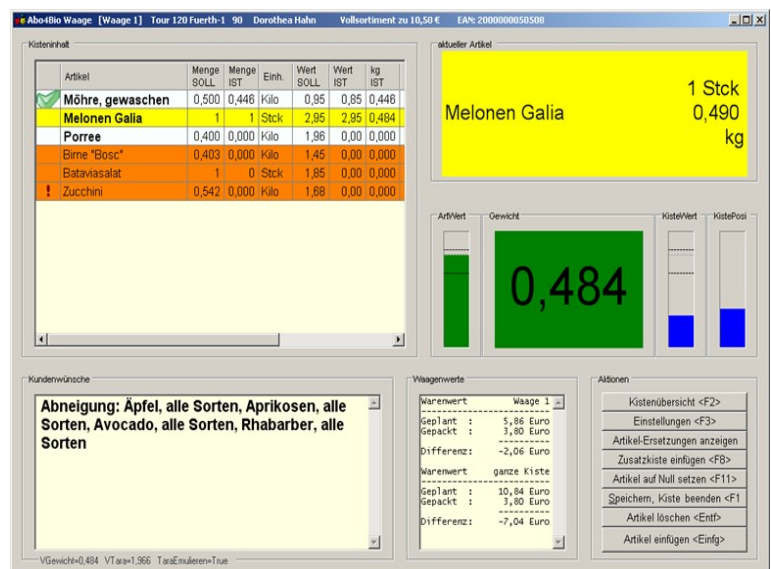 Abo4Bio Waage [Waage 1] Tour 120 Fuerth-1 90 Dorothea Hahn Vollsortiment zu 10,50 € EAN: 2000000050508
Kisteninhalt
Artikel Menge SOLL Menge IST Einh. Wert SOLL Wert IST kg IST
Möhre, gewaschen 0,500 0,446 Kilo 0,95 0,85 0,446
Melonen Galia 1 1 Stck 2,95 2,95 0,484
Porree 0,400 0,000 Kilo 1,96 0,00 0,000
Birne "Bosc" 0,403 0,000 Kilo 1,45 0,00 0,000
Bataviasalat 1 0 Stck 1,85 0,00 0,000
! Zucchini 0,542 0,000 Kilo 1,68 0,00 0,000
aktueller Artikel
1 Stck
Melonen Galia 0,490
kg
ArtWert Gewicht KisteWert KistePosi
0,484
Kundenwünsche
Abneigung: Äpfel, alle Sorten, Aprikosen, alle
Sorten, Avocado, alle Sorten, Rhabarber, alle
Sorten
Waagenwerte
Warenwert Waage 1
Geplant : 5,86 Euro
Gepackt : 3,80 Euro
Differenz: -2,06 Euro
Warenwert ganze Kiste
Geplant : 10,84 Euro
Gepackt : 3,80 Euro
Differenz: -7,04 Euro
Aktionen
Kistenübersicht <F2>
Einstellungen <F3>
Artikel-Ersetzungen anzeigen
Zusatzkiste einfügen <F8>
Artikel auf Null setzen <F11>
Speichern, Kiste beenden <F1
Artikel löschen <Entf>
Artikel einfügen <Einfg>
VGewicht=0,484 VTara=1,966 TaraEmulieren=True